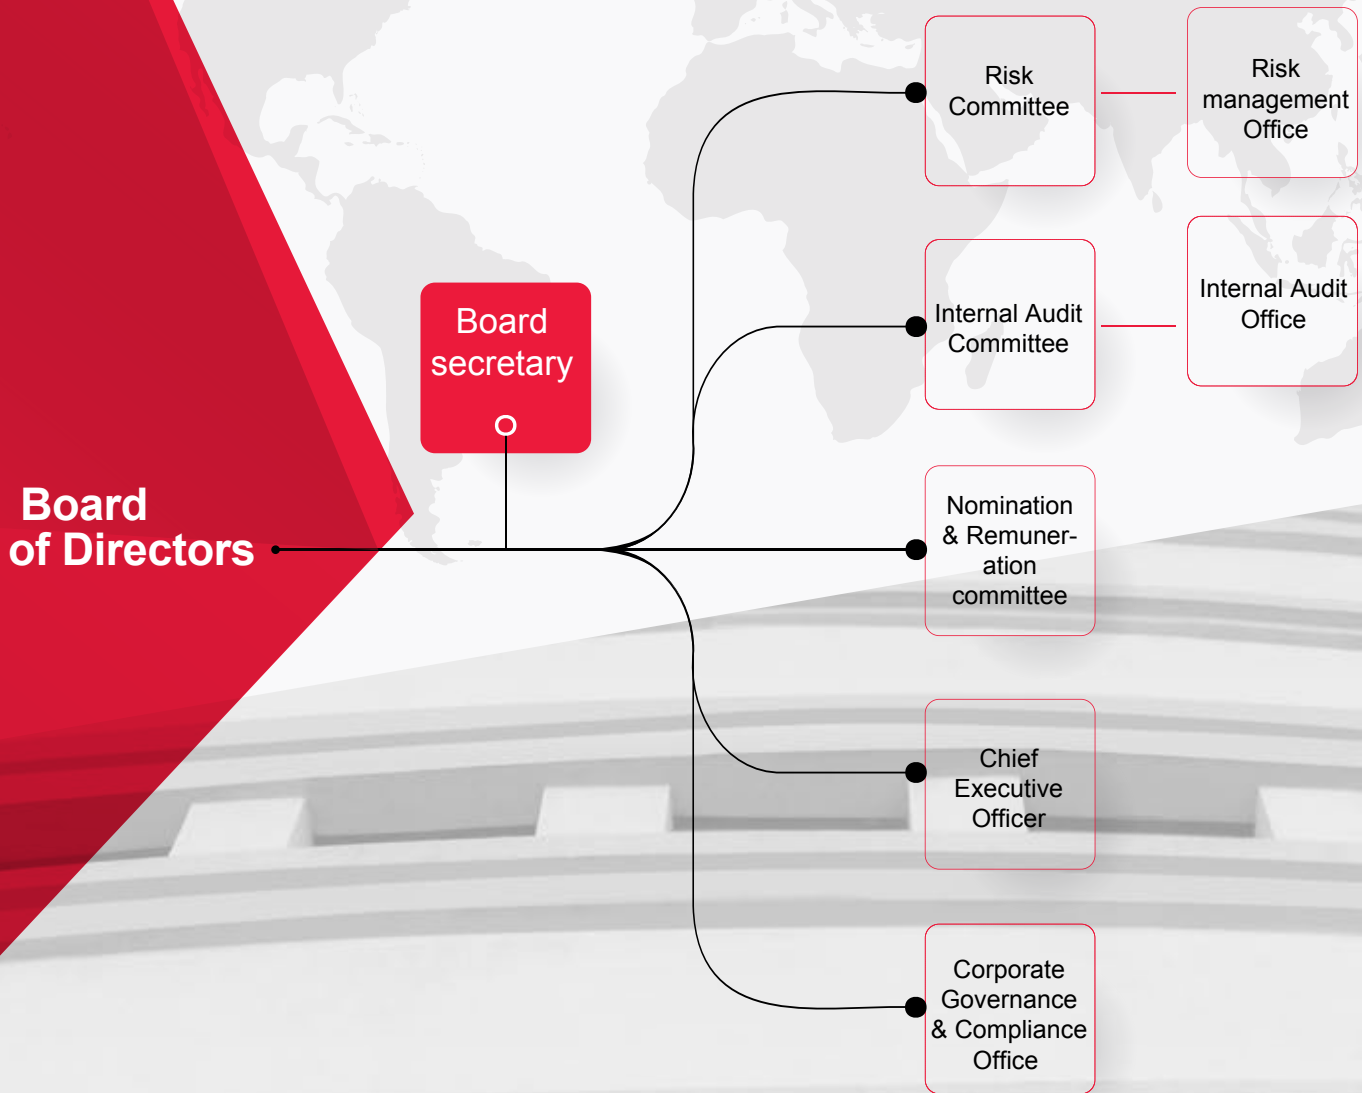 Board
of Directors
Board
secretary
Risk
Committee
Risk
management
Office
Internal Audit
Committee
Internal Audit
Office
Nomination
& Remuner-
ation
committee
Chief
Executive
Officer
Corporate
Governance
& Compliance
Office